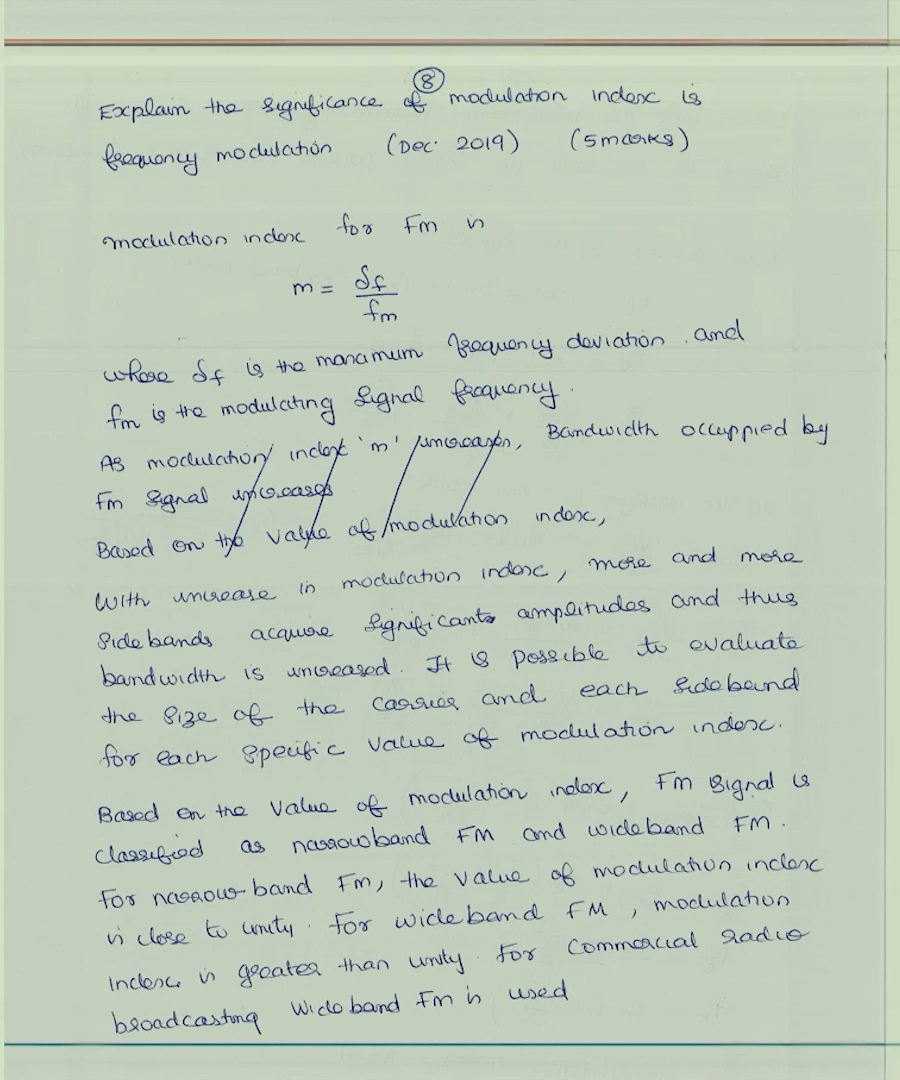 8
Explain the significance of modulation index is
frequency modulation (Dec. 2019) (5marks)
modulation index for Fm is
m = δf / fm
where δf is the maximum frequency deviation and
fm is the modulating signal frequency.
As modulation index 'm' increases, Bandwidth occuppied by
Fm signal increases
Based on the value of modulation index,
With increase in modulation index, more and more
sidebands acquire significants amplitudes and thus
bandwidth is increased. It is possible to evaluate
the size of the carrier and each sideband
for each specific value of modulation index.
Based on the value of modulation index, Fm signal is
classified as narrowband FM and wideband FM.
For narrow-band Fm, the value of modulation index
is close to unity. For wideband FM, modulation
index is greater than unity. For commercial radio
broadcasting wideband Fm is used